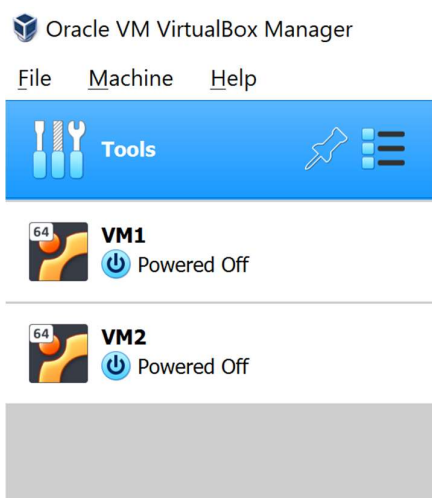 Oracle VM VirtualBox Manager
File Machine Help
Tools
64
VM1
Powered Off
64
VM2
Powered Off